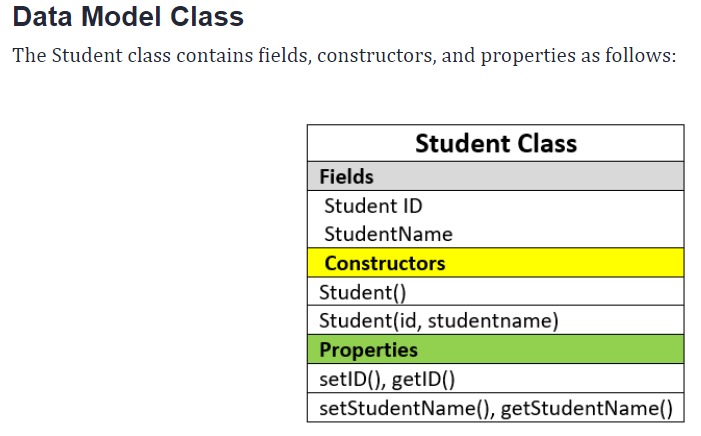 Data Model Class
The Student class contains fields, constructors, and properties as follows:
Student Class
Fields
Student ID
StudentName
Constructors
Student()
Student(id, studentname)
Properties
setID(), getID()
setStudentName(), getStudentName()